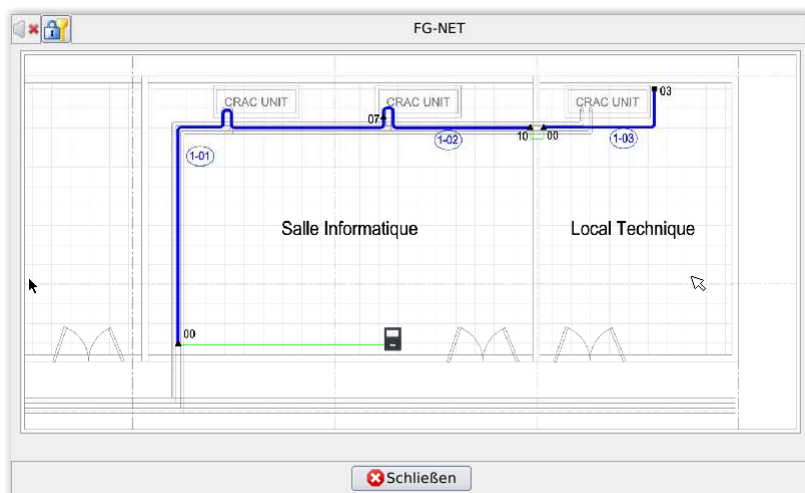 FG-NET
CRAC UNIT
CRAC UNIT
CRAC UNIT
03
07
10
00
1-01
1-02
1-03
Salle Informatique
Local Technique
00
Schließen